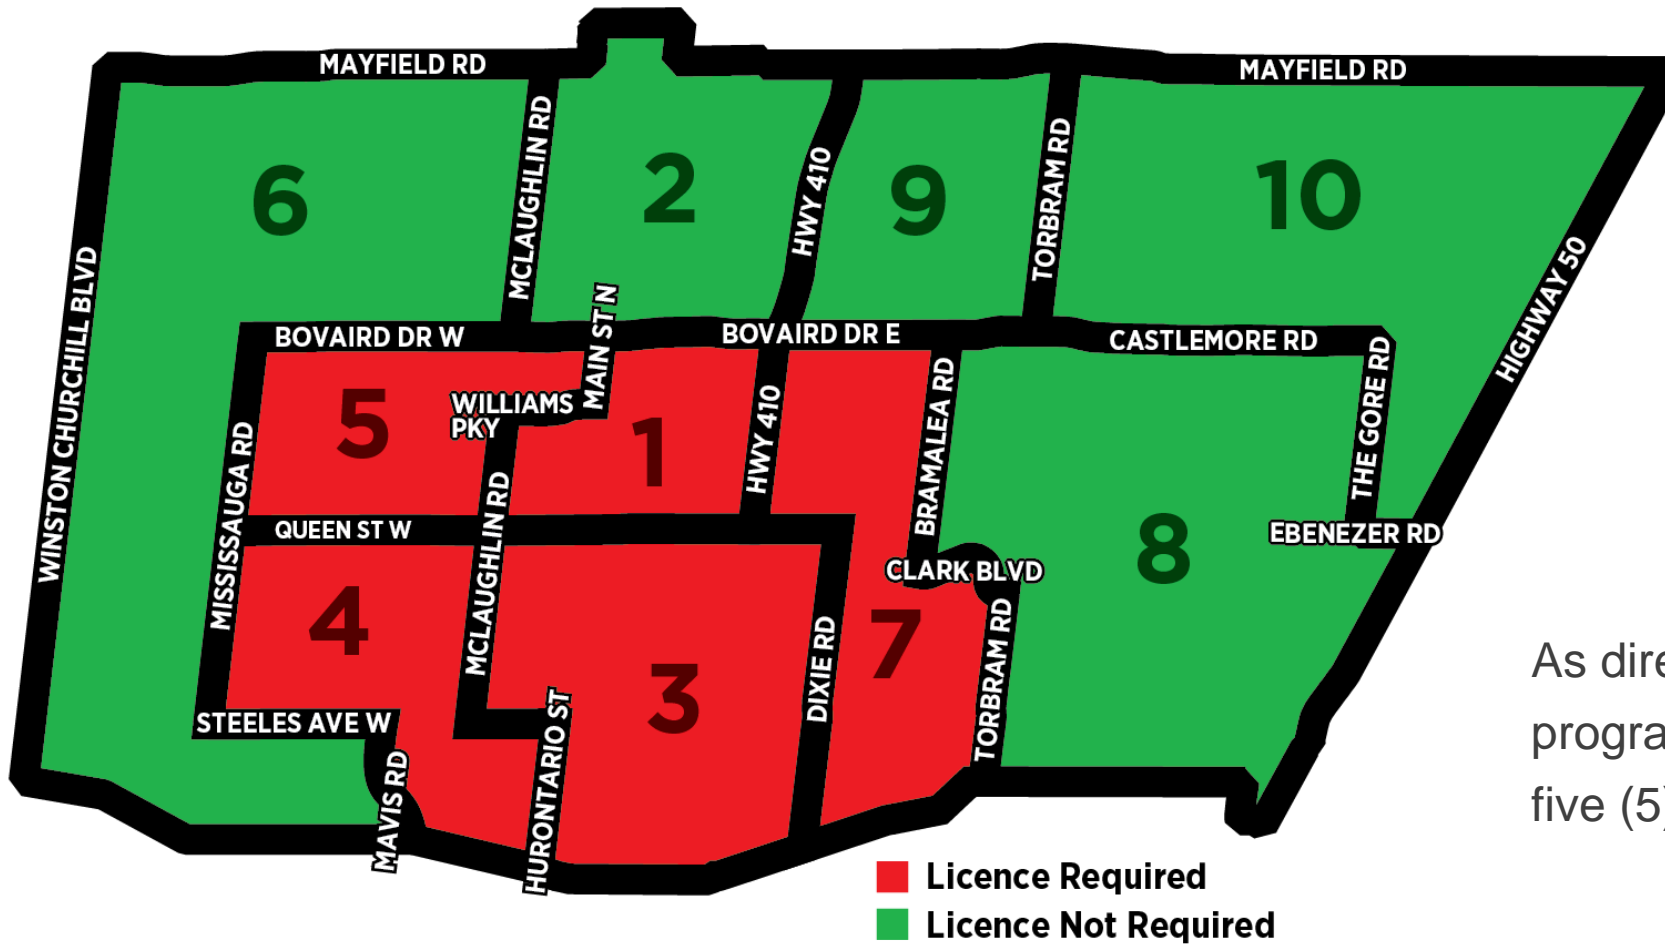 MAYFIELD RD
MAYFIELD RD
MCLAUGHLIN RD
HWY 410
TORBRAM RD
6
2
9
10
WINSTON CHURCHILL BLVD
HIGHWAY 50
MAIN ST N
BOVAIRD DR W
BOVAIRD DR E
CASTLEMORE RD
THE GORE RD
MISSISSAUGA RD
5
WILLIAMS
PKY
1
HWY 410
BRAMALEA RD
QUEEN ST W
MCLAUGHLIN RD
EBENEZER RD
8
CLARK BLVD
4
3
7
DIXIE RD
TORBRAM RD
STEELES AVE W
MAVIS RD
HURONTARIO ST
As dire
progra
five (5)
Licence Required
Licence Not Required